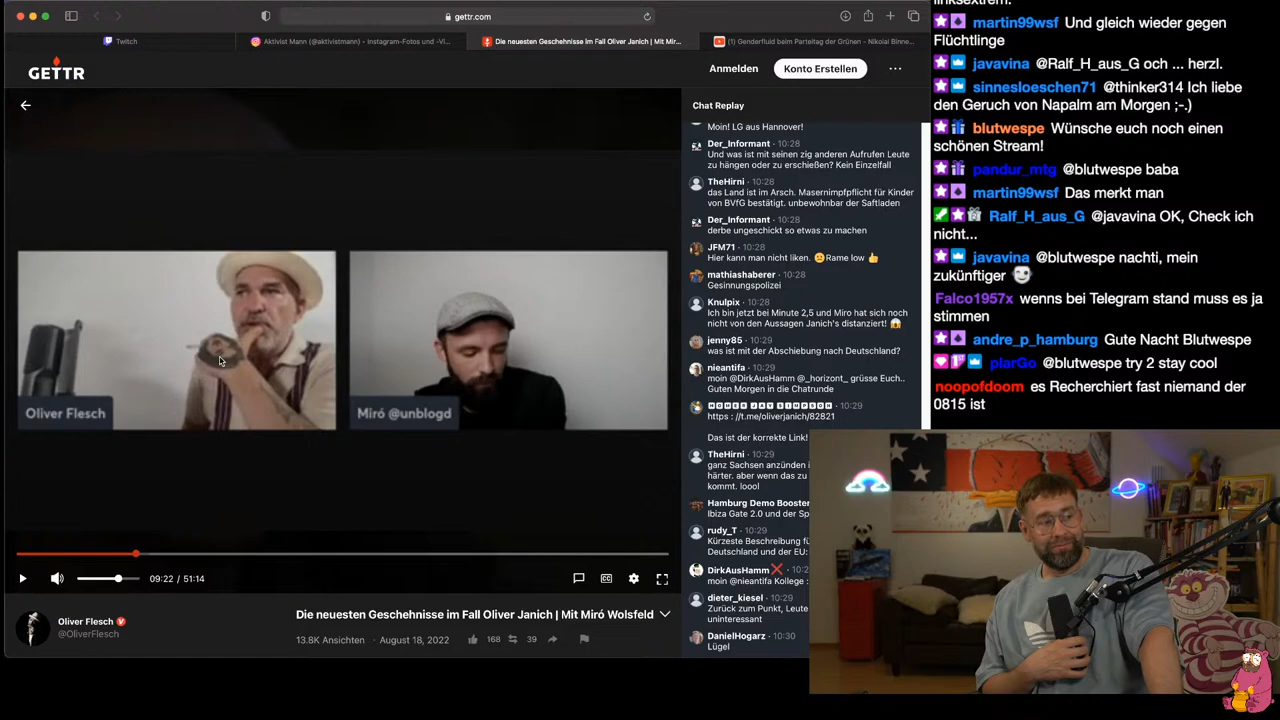 gettr.com
Twitch
Aktivist Mann (@aktivistmann) • Instagram-Fotos und -Vi...
Die neuesten Geschehnisse im Fall Oliver Janich | Mit Mir...
(1) Genderfluid beim Parteitag der Grünen - Nikolai Binne...
GETTR
Anmelden
Konto Erstellen
Oliver Flesch
Miró @unblogd
09:22 / 51:14
Oliver Flesch
@OliverFlesch
Die neuesten Geschehnisse im Fall Oliver Janich | Mit Miró Wolsfeld
13.8K Ansichten • August 18, 2022
168
39
Chat Replay
Moin! LG aus Hannover!
Der_Informant • 10:28
Und was ist mit seinen zig anderen Aufrufen Leute
zu hängen oder zu erschießen? Kein Einzelfall
TheHirni • 10:28
das Land ist im Arsch. Masernimpfpflicht für Kinder
von BVfG bestätigt. unbewohnbar der Saftladen
Der_Informant • 10:28
derbe ungeschickt so etwas zu machen
JFM71 • 10:28
Hier kann man nicht liken. 🙁Rame low 👍
mathiashaberer • 10:28
Gesinnungspolizei
Knulpix • 10:28
Ich bin jetzt bei Minute 2,5 und Miro hat sich noch
nicht von den Aussagen Janich's distanziert! 😱
jenny85 • 10:29
was ist mit der Abschiebung nach Deutschland?
nieantifa • 10:29
moin @DirkAusHamm @_horizont_ grüsse Euch..
Guten Morgen in die Chatrunde
🅷🅾🅼🅴🆁 🅹🅰🆈 🆂🅸🅼🅿🆂🅾🅽 • 10:29
https : //t.me/oliverjanich/82821
Das ist der korrekte Link!
TheHirni • 10:29
ganz Sachsen anzünden i
härter. aber wenn das zu
kommt. loool
Hamburg Demo Booster
Ibiza Gate 2.0 und der Sp
rudy_T • 10:29
Kürzeste Beschreibung fü
Deutschland und der EU:
DirkAusHamm❌ • 10:2
moin @nieantifa Kollege :
dieter_kiesel • 10:29
Zurück zum Punkt, Leute
uninteressant
DanielHogarz • 10:30
Lügel
linksextrem.
martin99wsf Und gleich wieder gegen
Flüchtlinge
javavina @Ralf_H_aus_G och ... herzl.
sinnesloeschen71 @thinker314 Ich liebe
den Geruch von Napalm am Morgen ;-.)
blutwespe Wünsche euch noch einen
schönen Stream!
pandur_mtg @blutwespe baba
martin99wsf Das merkt man
Ralf_H_aus_G @javavina OK, Check ich
nicht...
javavina @blutwespe nachti, mein
zukünftiger
Falco1957x wenns bei Telegram stand muss es ja
stimmen
andre_p_hamburg Gute Nacht Blutwespe
plarGo @blutwespe try 2 stay cool
noopofdoom es Recherchiert fast niemand der
0815 ist